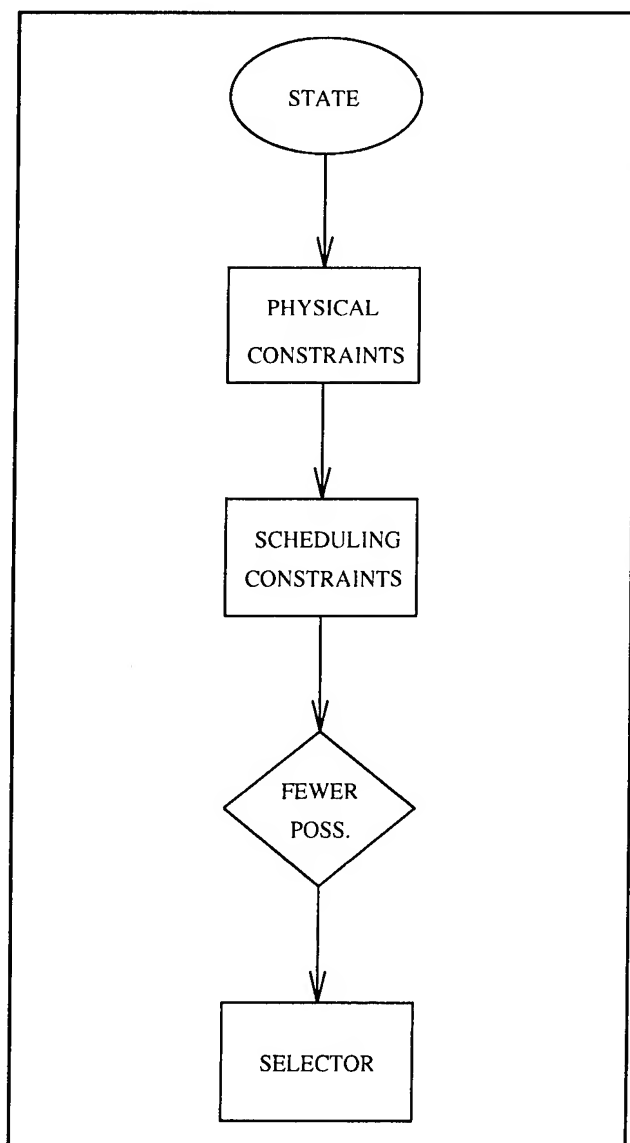 STATE
PHYSICAL
CONSTRAINTS
SCHEDULING
CONSTRAINTS
FEWER
POSS.
SELECTOR